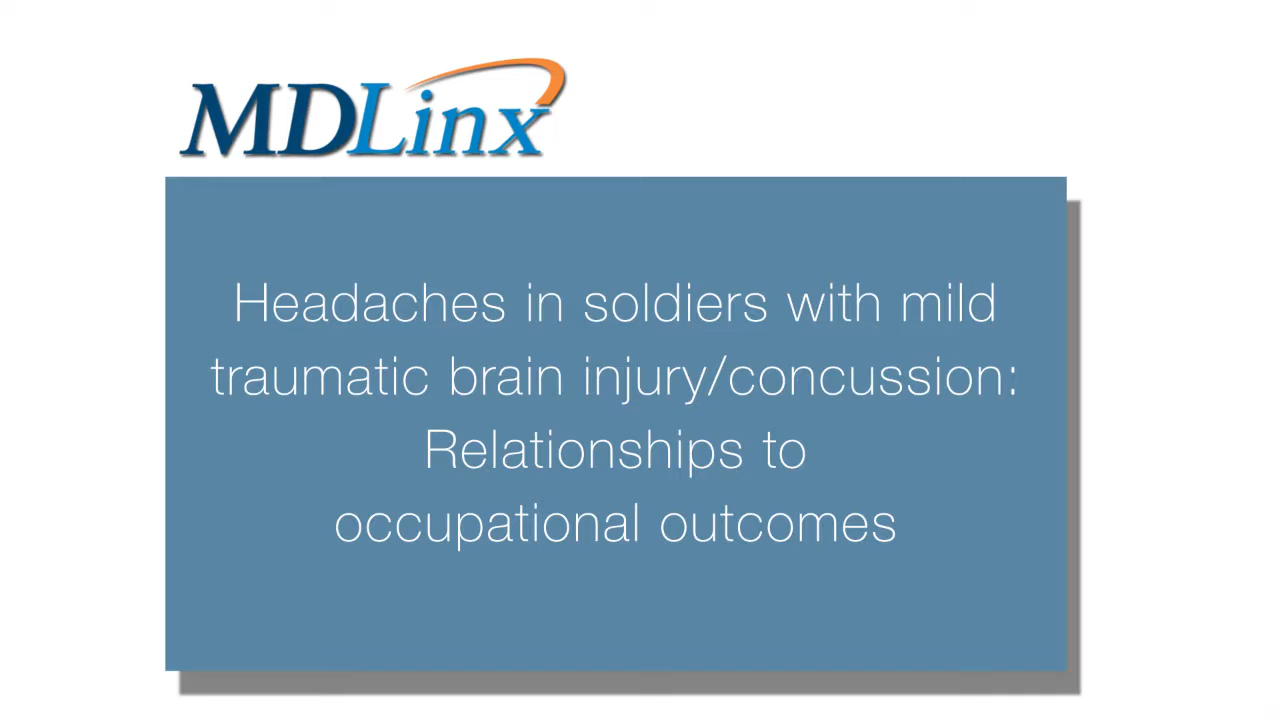 MDLinx
Headaches in soldiers with mild
traumatic brain injury/concussion:
Relationships to
occupational outcomes